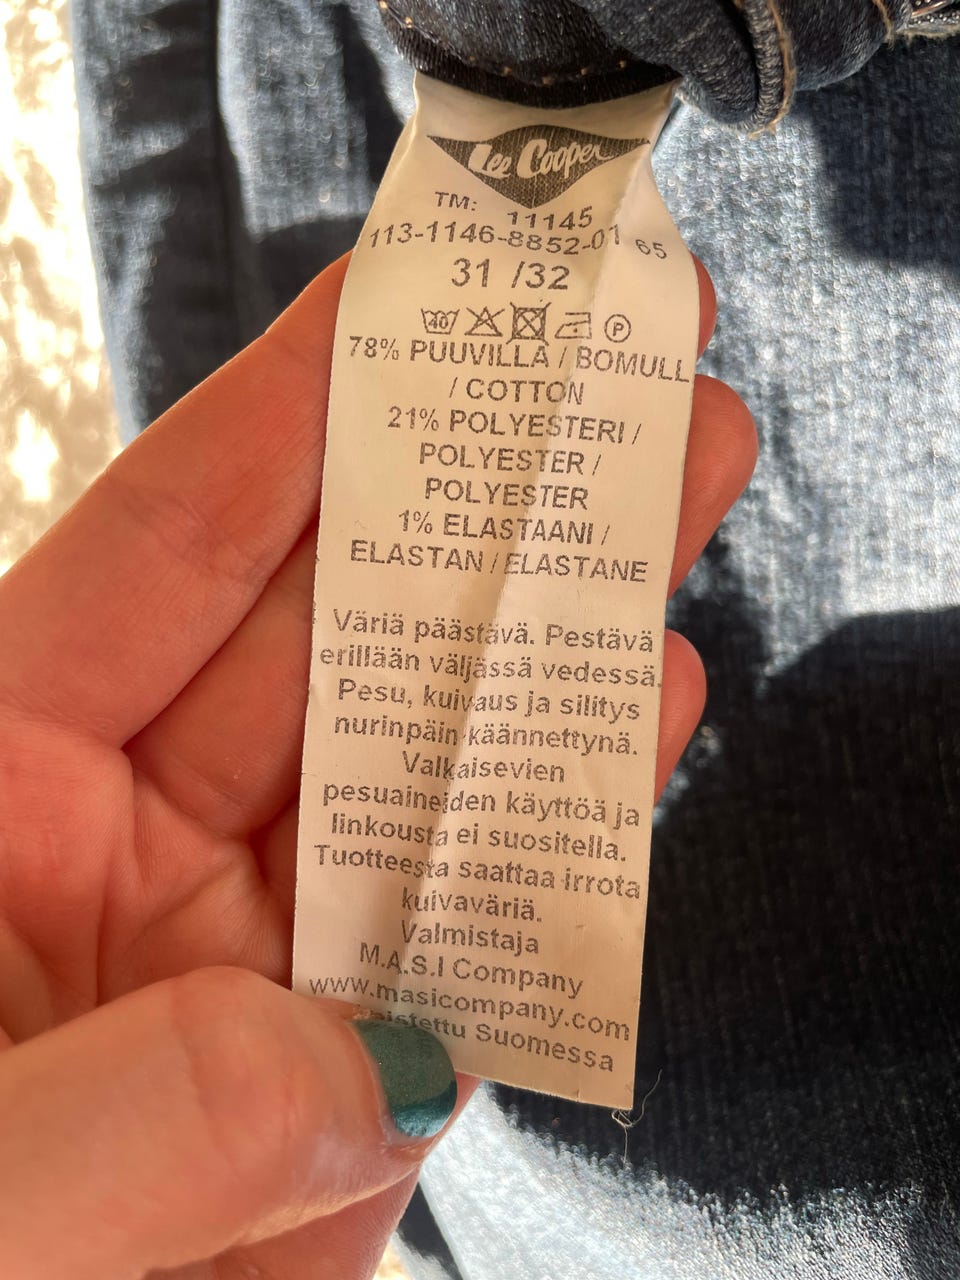 Lee Cooper
TM: 11145
113-1146-8852-01 65
31 /32
40 P
78% PUUVILLA / BOMULL
/ COTTON
21% POLYESTERI /
POLYESTER /
POLYESTER
1% ELASTAANI /
ELASTAN / ELASTANE
Väriä päästävä. Pestävä
erillään väljässä vedessä.
Pesu, kuivaus ja silitys
nurinpäin käännettynä.
Valkaisevien
pesuaineiden käyttöä ja
linkousta ei suositella.
Tuotteesta saattaa irrota
kuivaväriä.
Valmistaja
M.A.S.I Company
www.masicompany.com
Suomessa